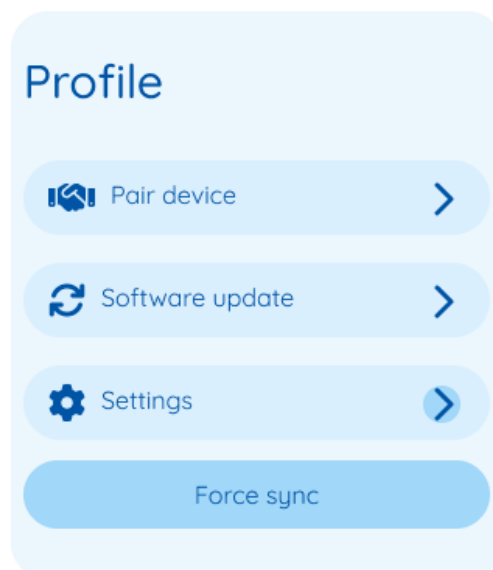 Profile
Pair device
Software update
Settings
Force sync